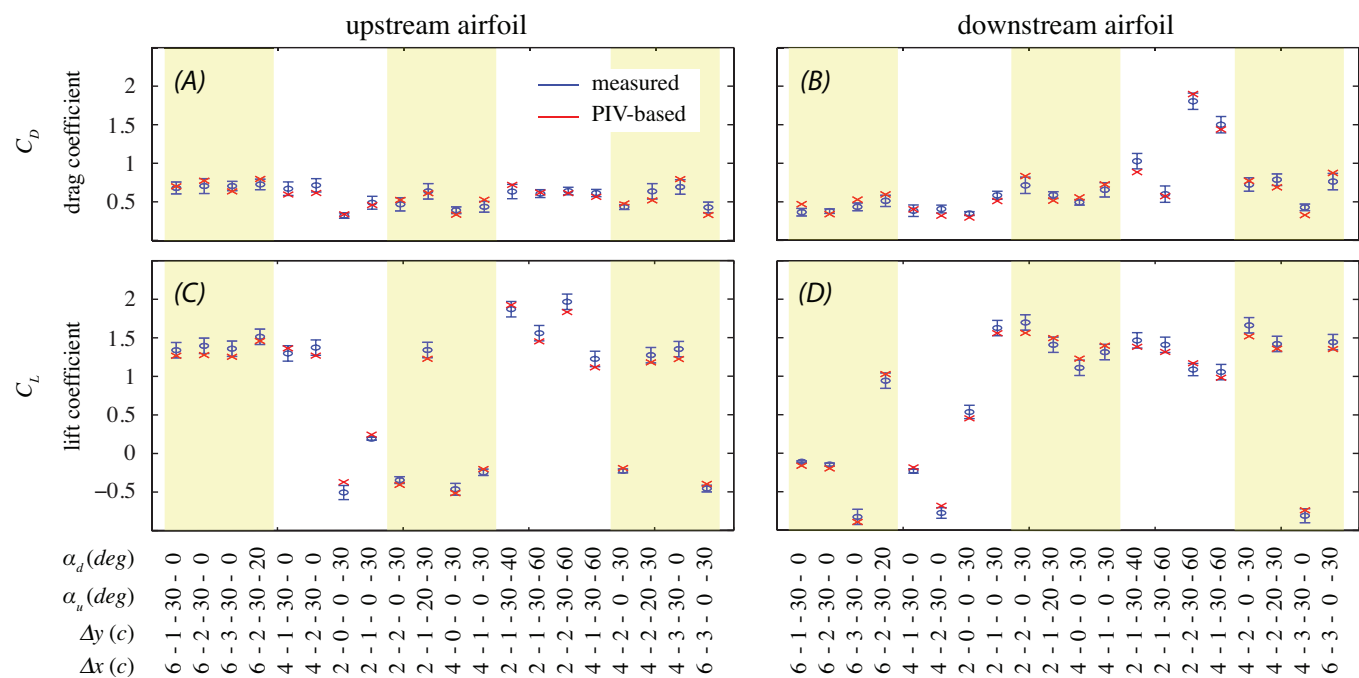 upstream airfoil
downstream airfoil
(A)
measured
PIV-based
(B)
C_D
drag coefficient
2
1.5
1
0.5
(C)
(D)
C_L
lift coefficient
2
1.5
1
0.5
0
−0.5
α_d (deg)
α_u (deg)
Δy (c)
Δx (c)
6 - 1 - 30 - 0
6 - 2 - 30 - 0
6 - 3 - 30 - 0
6 - 2 - 30 - 20
4 - 1 - 30 - 0
4 - 2 - 30 - 0
2 - 0 - 0 - 30
2 - 1 - 0 - 30
2 - 2 - 0 - 30
4 - 1 - 20 - 30
4 - 0 - 0 - 30
4 - 1 - 0 - 30
2 - 1 - 30 - 40
2 - 1 - 30 - 60
2 - 2 - 30 - 60
4 - 1 - 30 - 60
4 - 2 - 0 - 30
4 - 2 - 20 - 30
4 - 3 - 30 - 0
6 - 3 - 0 - 30
6 - 1 - 30 - 0
6 - 2 - 30 - 0
6 - 3 - 30 - 0
6 - 2 - 30 - 20
4 - 1 - 30 - 0
4 - 2 - 30 - 0
2 - 0 - 0 - 30
2 - 1 - 0 - 30
2 - 2 - 0 - 30
4 - 1 - 20 - 30
4 - 0 - 0 - 30
4 - 1 - 0 - 30
2 - 1 - 30 - 40
2 - 1 - 30 - 60
2 - 2 - 30 - 60
4 - 1 - 30 - 60
4 - 2 - 0 - 30
4 - 2 - 20 - 30
4 - 3 - 30 - 0
6 - 3 - 0 - 30